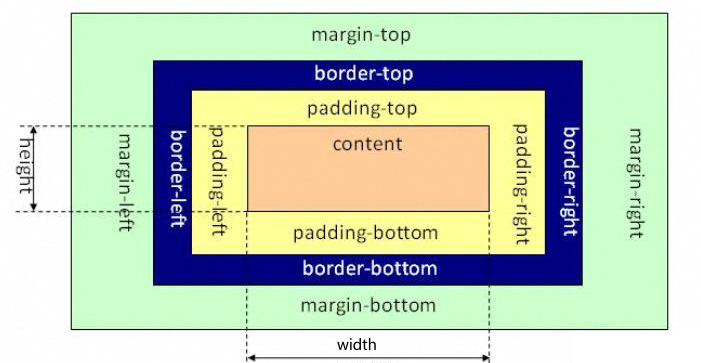 margin-top
border-top
padding-top
content
height
margin-left
border-left
padding-left
padding-right
border-right
margin-right
padding-bottom
border-bottom
margin-bottom
width